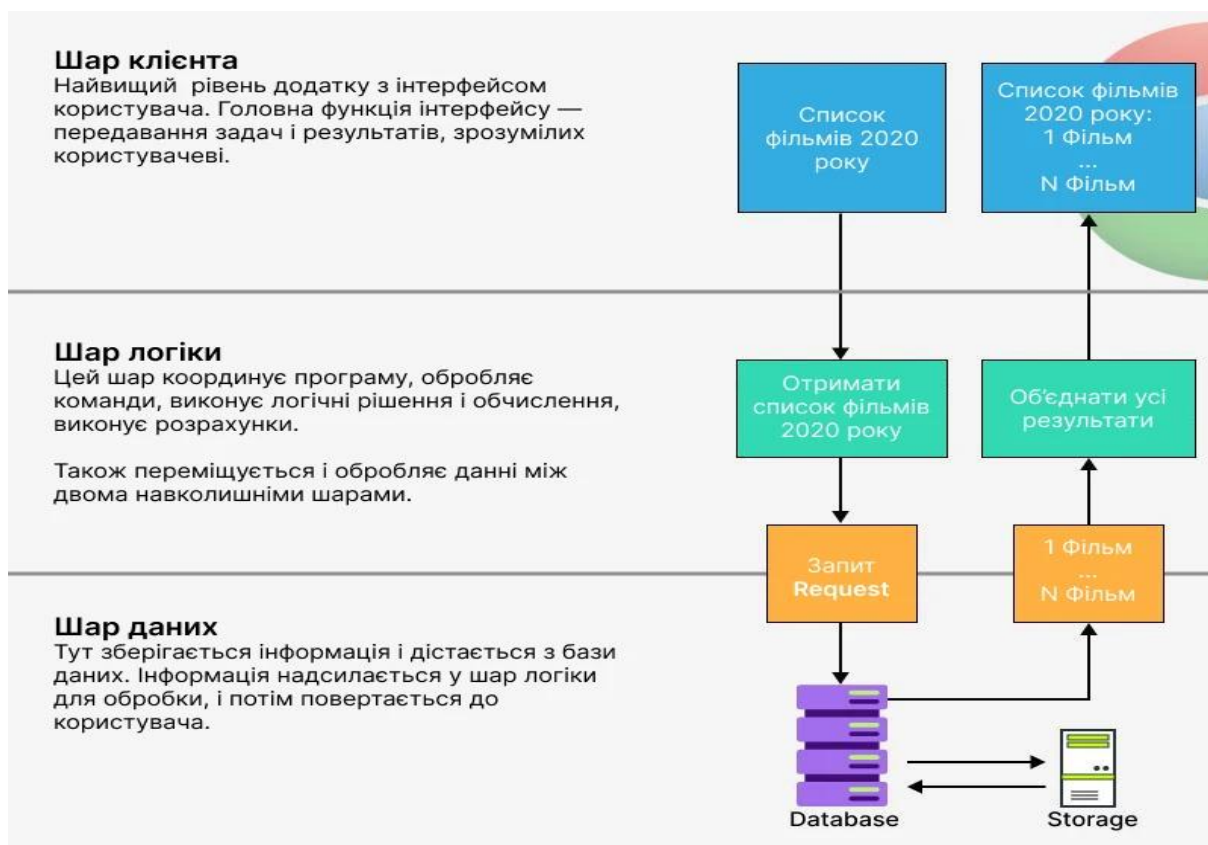 Шар клієнта
Найвищий рівень додатку з інтерфейсом
користувача. Головна функція інтерфейсу —
передавання задач і результатів, зрозумілих
користувачеві.
Список
фільмів 2020
року
Список фільмів
2020 року:
1 Фільм
...
N Фільм
Шар логіки
Цей шар координує програму, обробляє
команди, виконує логічні рішення і обчислення,
виконує розрахунки.
Також переміщується і обробляє данні між
двома навколишніми шарами.
Отримати
список фільмів
2020 року
Об’єднати усі
результати
Запит
Request
1 Фільм
...
N Фільм
Шар даних
Тут зберігається інформація і дістається з бази
даних. Інформація надсилається у шар логіки
для обробки, і потім повертається до
користувача.
Database
Storage